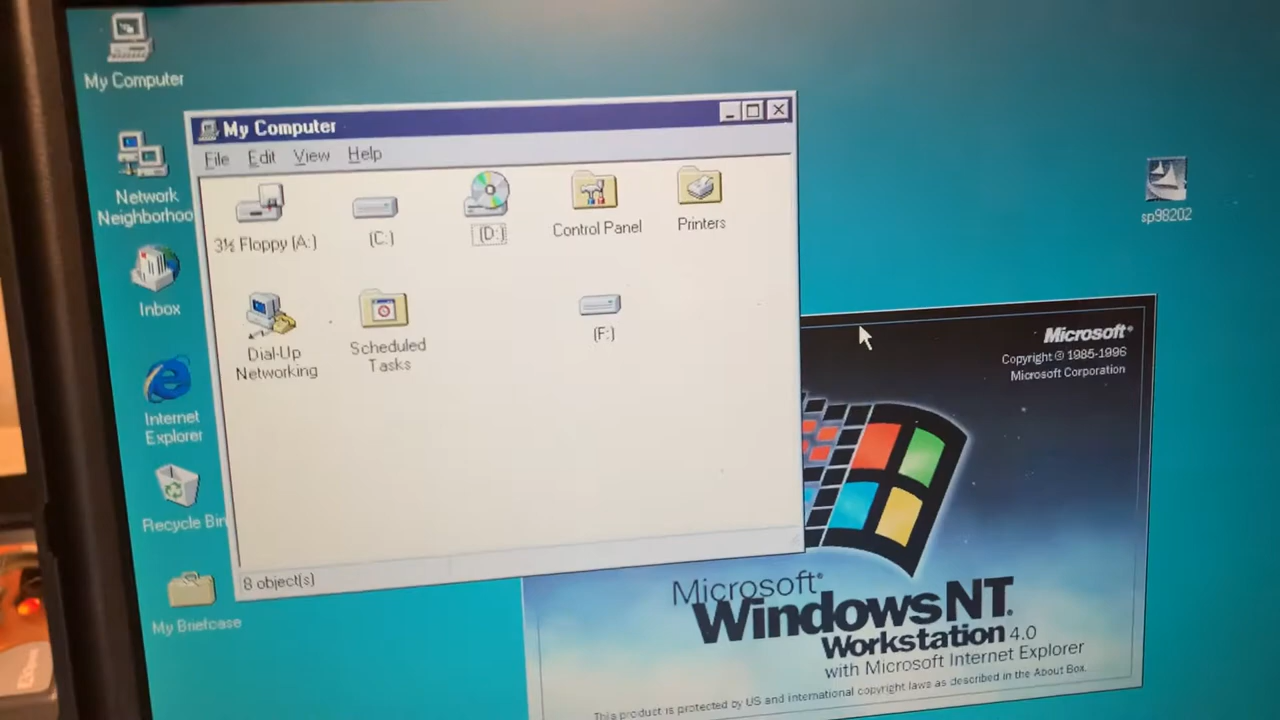 My Computer
Network
Neighborhoo
Inbox
Internet
Explorer
Recycle Bin
My Briefcase
My Computer
File Edit View Help
3½ Floppy (A:)
(C:)
(D:)
Control Panel
Printers
Dial-Up
Networking
Scheduled
Tasks
(F:)
8 object(s)
sp98202
Microsoft®
Copyright © 1985-1996
Microsoft Corporation
Microsoft®
Windows NT®
Workstation 4.0
with Microsoft Internet Explorer
This product is protected by US and international copyright laws as described in the About Box.